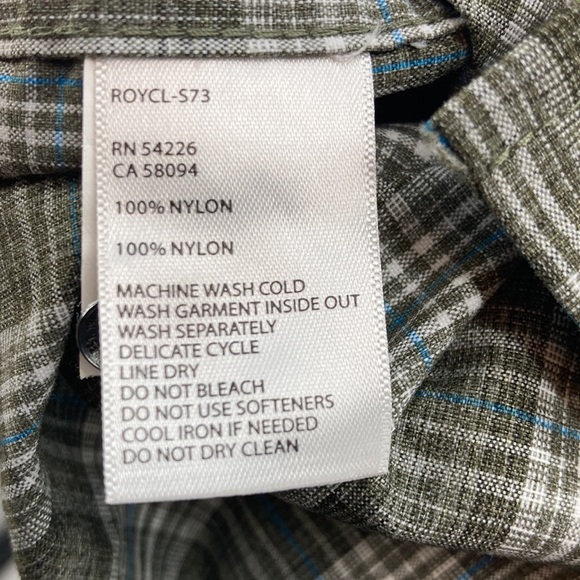 ROYCL-S73
RN 54226
CA 58094
100% NYLON
100% NYLON
MACHINE WASH COLD
WASH GARMENT INSIDE OUT
WASH SEPARATELY
DELICATE CYCLE
LINE DRY
DO NOT BLEACH
DO NOT USE SOFTENERS
COOL IRON IF NEEDED
DO NOT DRY CLEAN